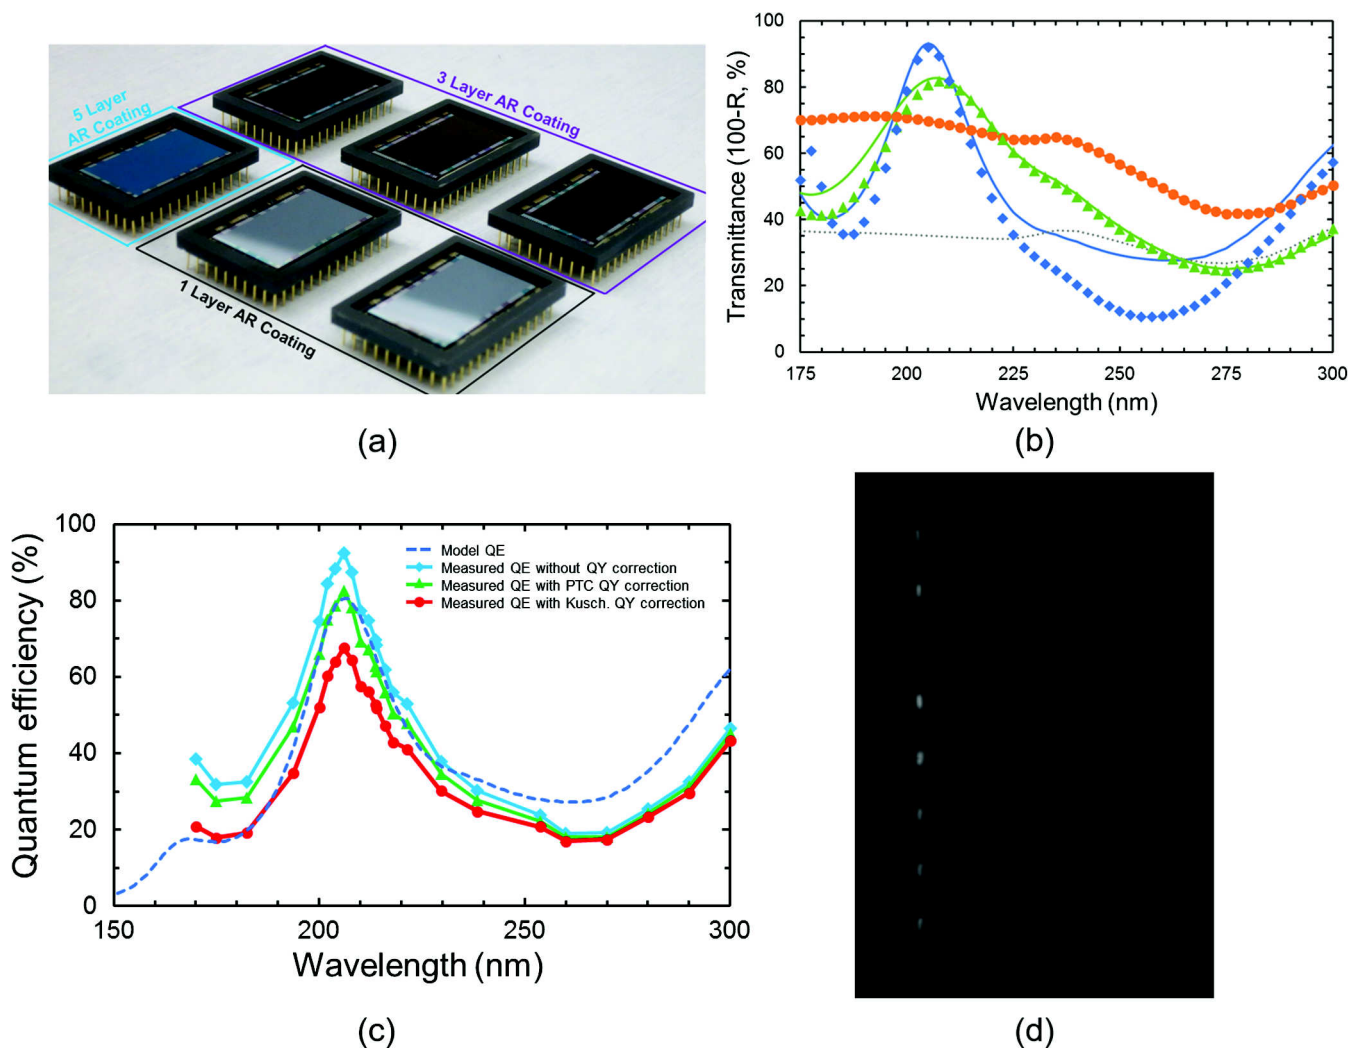 5 Layer
AR Coating
3 Layer AR Coating
1 Layer AR Coating
(a)
100
80
60
40
20
0
Transmittance (100-R, %)
175
200
225
250
275
300
Wavelength (nm)
(b)
100
80
60
40
20
0
Quantum efficiency (%)
Model QE
Measured QE without QY correction
Measured QE with PTC QY correction
Measured QE with Kusch. QY correction
150
200
250
300
Wavelength (nm)
(c)
(d)